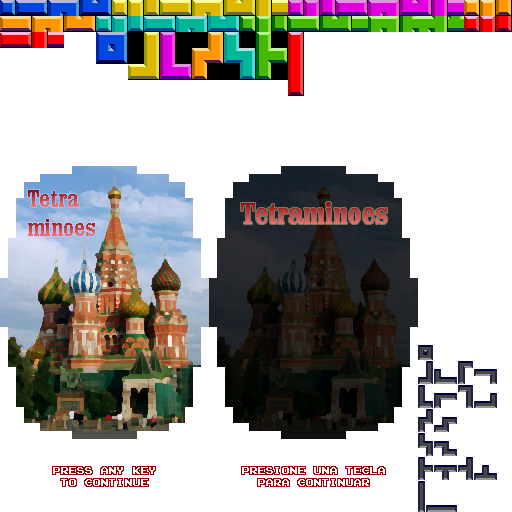 Tetra
minoes
Tetraminoes
PRESS ANY KEY
TO CONTINUE
PRESIONE UNA TECLA
PARA CONTINUAR